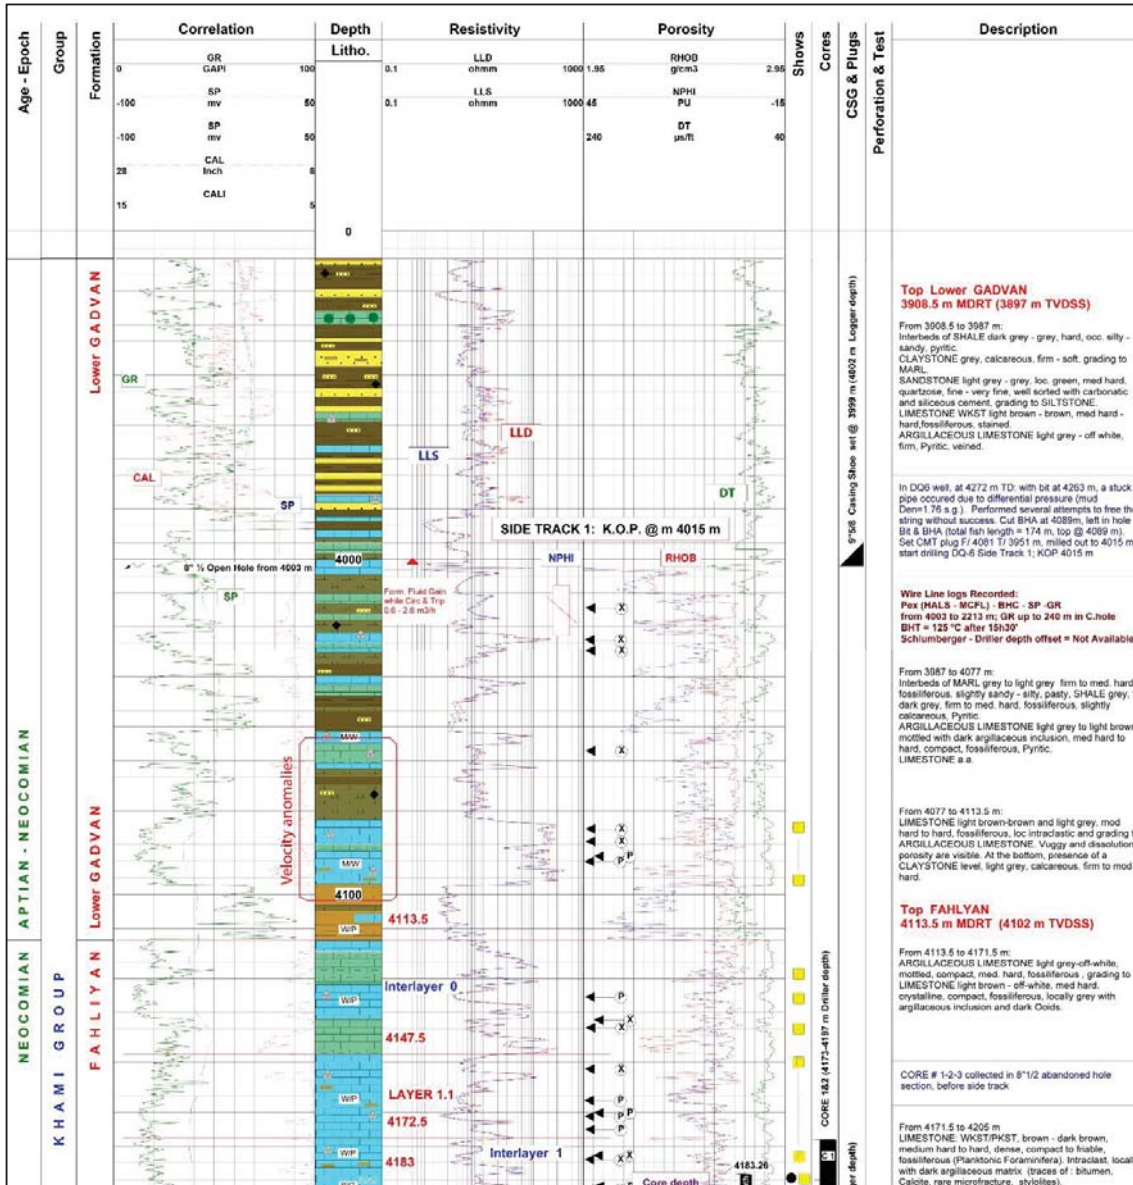 Age - Epoch
Group
Formation
Correlation
Depth
Resistivity
Porosity
Shows
Cores
CSG & Plugs
Perforation & Test
Description
Litho.
GR
0 GAPI 100
SP
-100 mv 50
SP
-100 mv 50
CAL
28 Inch 8
CALI
15 5
0
LLD
0.1 ohmm 1000
LLS
0.1 ohmm 1000
RHOB
1.95 g/cm3 2.95
NPHI
45 PU -15
DT
240 µs/ft 40
APTIAN - NEOCOMIAN
NEOCOMIAN
KHAMI GROUP
Lower GADVAN
Lower GADVAN
FAHLIYAN
GR
CAL
SP
SP
LLS
LLD
DT
NPHI
RHOB
SIDE TRACK 1: K.O.P. @ m 4015 m
8" ½ Open Hole from 4003 m
4000
Form. Fluid Gain
while Circ & Trip
0.6 - 2.6 m3/h
Velocity anomalies
M/W
M/W
4100
W/P
4113.5
Interlayer 0
W/P
4147.5
LAYER 1.1
W/P
4172.5
W/P
4183
Interlayer 1
Core depth
4183.26
X
X
X
X
X
X
P
P
P
X
X
X
P
P
P
P
X
X
9"5/8 Casing Shoe set @ 3999 m (4002 m Logger depth)
CORE 1&2 (4173-4197 m Driller depth)
Top Lower GADVAN
3908.5 m MDRT (3897 m TVDSS)
From 3908.5 to 3987 m:
Interbeds of SHALE dark grey - grey, hard, occ. silty -
sandy, pyritic.
CLAYSTONE grey, calcareous, firm - soft, grading to
MARL.
SANDSTONE light grey - grey, loc. green, med hard,
quartzose, fine - very fine, well sorted with carbonatic
and siliceous cement, grading to SILTSTONE.
LIMESTONE WKST light brown - brown, med hard -
hard,fossiliferous, stained.
ARGILLACEOUS LIMESTONE light grey - off white,
firm, Pyritic, veined.
In DQ6 well, at 4272 m TD: with bit at 4263 m, a stuck
pipe occured due to differential pressure (mud
Den=1.76 s.g.). Performed several attempts to free the
string without success. Cut BHA at 4089m, left in hole
Bit & BHA (total fish length = 174 m, top @ 4089 m).
Set CMT plug F/ 4081 T/ 3951 m, milled out to 4015 m
start drilling DQ-6 Side Track 1; KOP 4015 m
Wire Line logs Recorded:
Pex (HALS - MCFL) - BHC - SP -GR
from 4003 to 2213 m; GR up to 240 m in C.hole
BHT = 125 °C after 15h30'
Schlumberger - Driller depth offset = Not Available
From 3987 to 4077 m:
Interbeds of MARL grey to light grey firm to med. hard
fossiliferous, slightly sandy - silty, pasty, SHALE grey,
dark grey, firm to med. hard, fossiliferous, slightly
calcareous, Pyritic.
ARGILLACEOUS LIMESTONE light grey to light brown
mottled with dark argillaceous inclusion, med hard to
hard, compact, fossiliferous, Pyritic.
LIMESTONE a.a.
From 4077 to 4113.5 m:
LIMESTONE light brown-brown and light grey, mod
hard to hard, fossiliferous, loc intraclastic and grading
ARGILLACEOUS LIMESTONE. Vuggy and dissolution
porosity are visible. At the bottom, presence of a
CLAYSTONE level, light grey, calcareous, firm to mod
hard.
Top FAHLYAN
4113.5 m MDRT (4102 m TVDSS)
From 4113.5 to 4171.5 m:
ARGILLACEOUS LIMESTONE light grey-off-white,
mottled, compact, med. hard, fossiliferous , grading to
LIMESTONE light brown - off-white, med hard,
crystalline, compact, fossiliferous, locally grey with
argillaceous inclusion and dark Ooids.
CORE # 1-2-3 collected in 8"1/2 abandoned hole
section, before side track
From 4171.5 to 4205 m
LIMESTONE: WKST/PKST, brown - dark brown,
medium hard to hard, dense, compact to friable,
fossiliferous (Planktonic Foraminifera). Intraclast, local
with dark argillaceous matrix (traces of : bitumen,
Calcite, rare microfracture, stylolites).